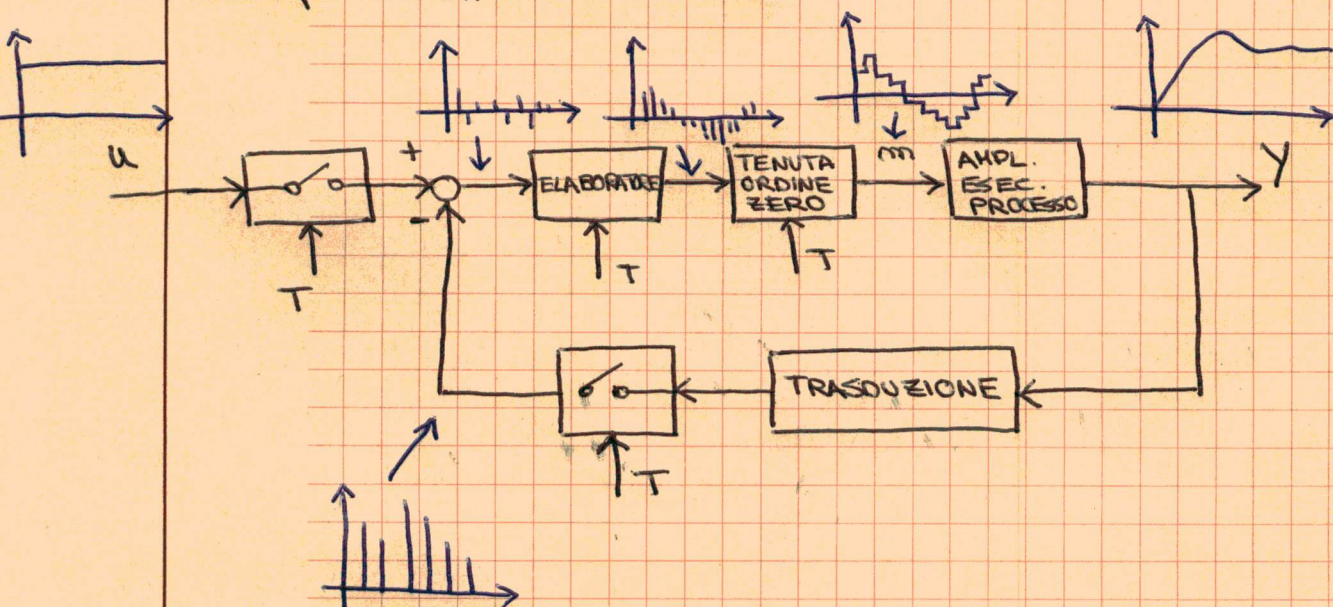 u
T
+
-
ELABORATORE
T
TENUTA
ORDINE
ZERO
T
m
AMPL.
ESEC.
PROCESSO
Y
TRASDUZIONE
T